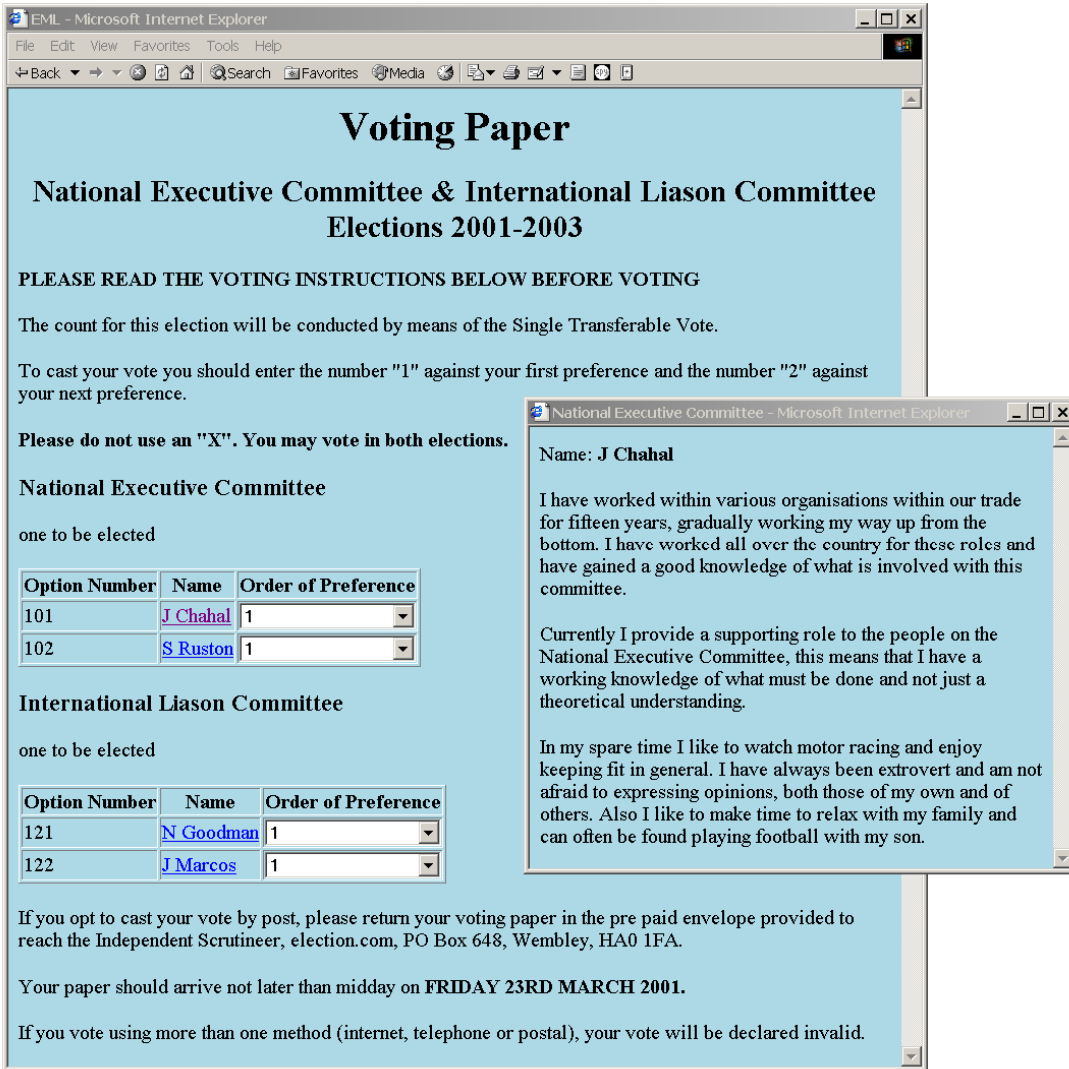 EML - Microsoft Internet Explorer
File Edit View Favorites Tools Help
Back Search Favorites Media
Voting Paper
National Executive Committee & International Liason Committee
Elections 2001-2003
PLEASE READ THE VOTING INSTRUCTIONS BELOW BEFORE VOTING
The count for this election will be conducted by means of the Single Transferable Vote.
To cast your vote you should enter the number "1" against your first preference and the number "2" against
your next preference.
Please do not use an "X". You may vote in both elections.
National Executive Committee
one to be elected
Option Number Name Order of Preference
101 J Chahal 1
102 S Ruston 1
International Liason Committee
one to be elected
Option Number Name Order of Preference
121 N Goodman 1
122 J Marcos 1
If you opt to cast your vote by post, please return your voting paper in the pre paid envelope provided to
reach the Independent Scrutineer, election.com, PO Box 648, Wembley, HA0 1FA.
Your paper should arrive not later than midday on FRIDAY 23RD MARCH 2001.
If you vote using more than one method (internet, telephone or postal), your vote will be declared invalid.
National Executive Committee - Microsoft Internet Explorer
Name: J Chahal
I have worked within various organisations within our trade
for fifteen years, gradually working my way up from the
bottom. I have worked all over the country for these roles and
have gained a good knowledge of what is involved with this
committee.
Currently I provide a supporting role to the people on the
National Executive Committee, this means that I have a
working knowledge of what must be done and not just a
theoretical understanding.
In my spare time I like to watch motor racing and enjoy
keeping fit in general. I have always been extrovert and am not
afraid to expressing opinions, both those of my own and of
others. Also I like to make time to relax with my family and
can often be found playing football with my son.